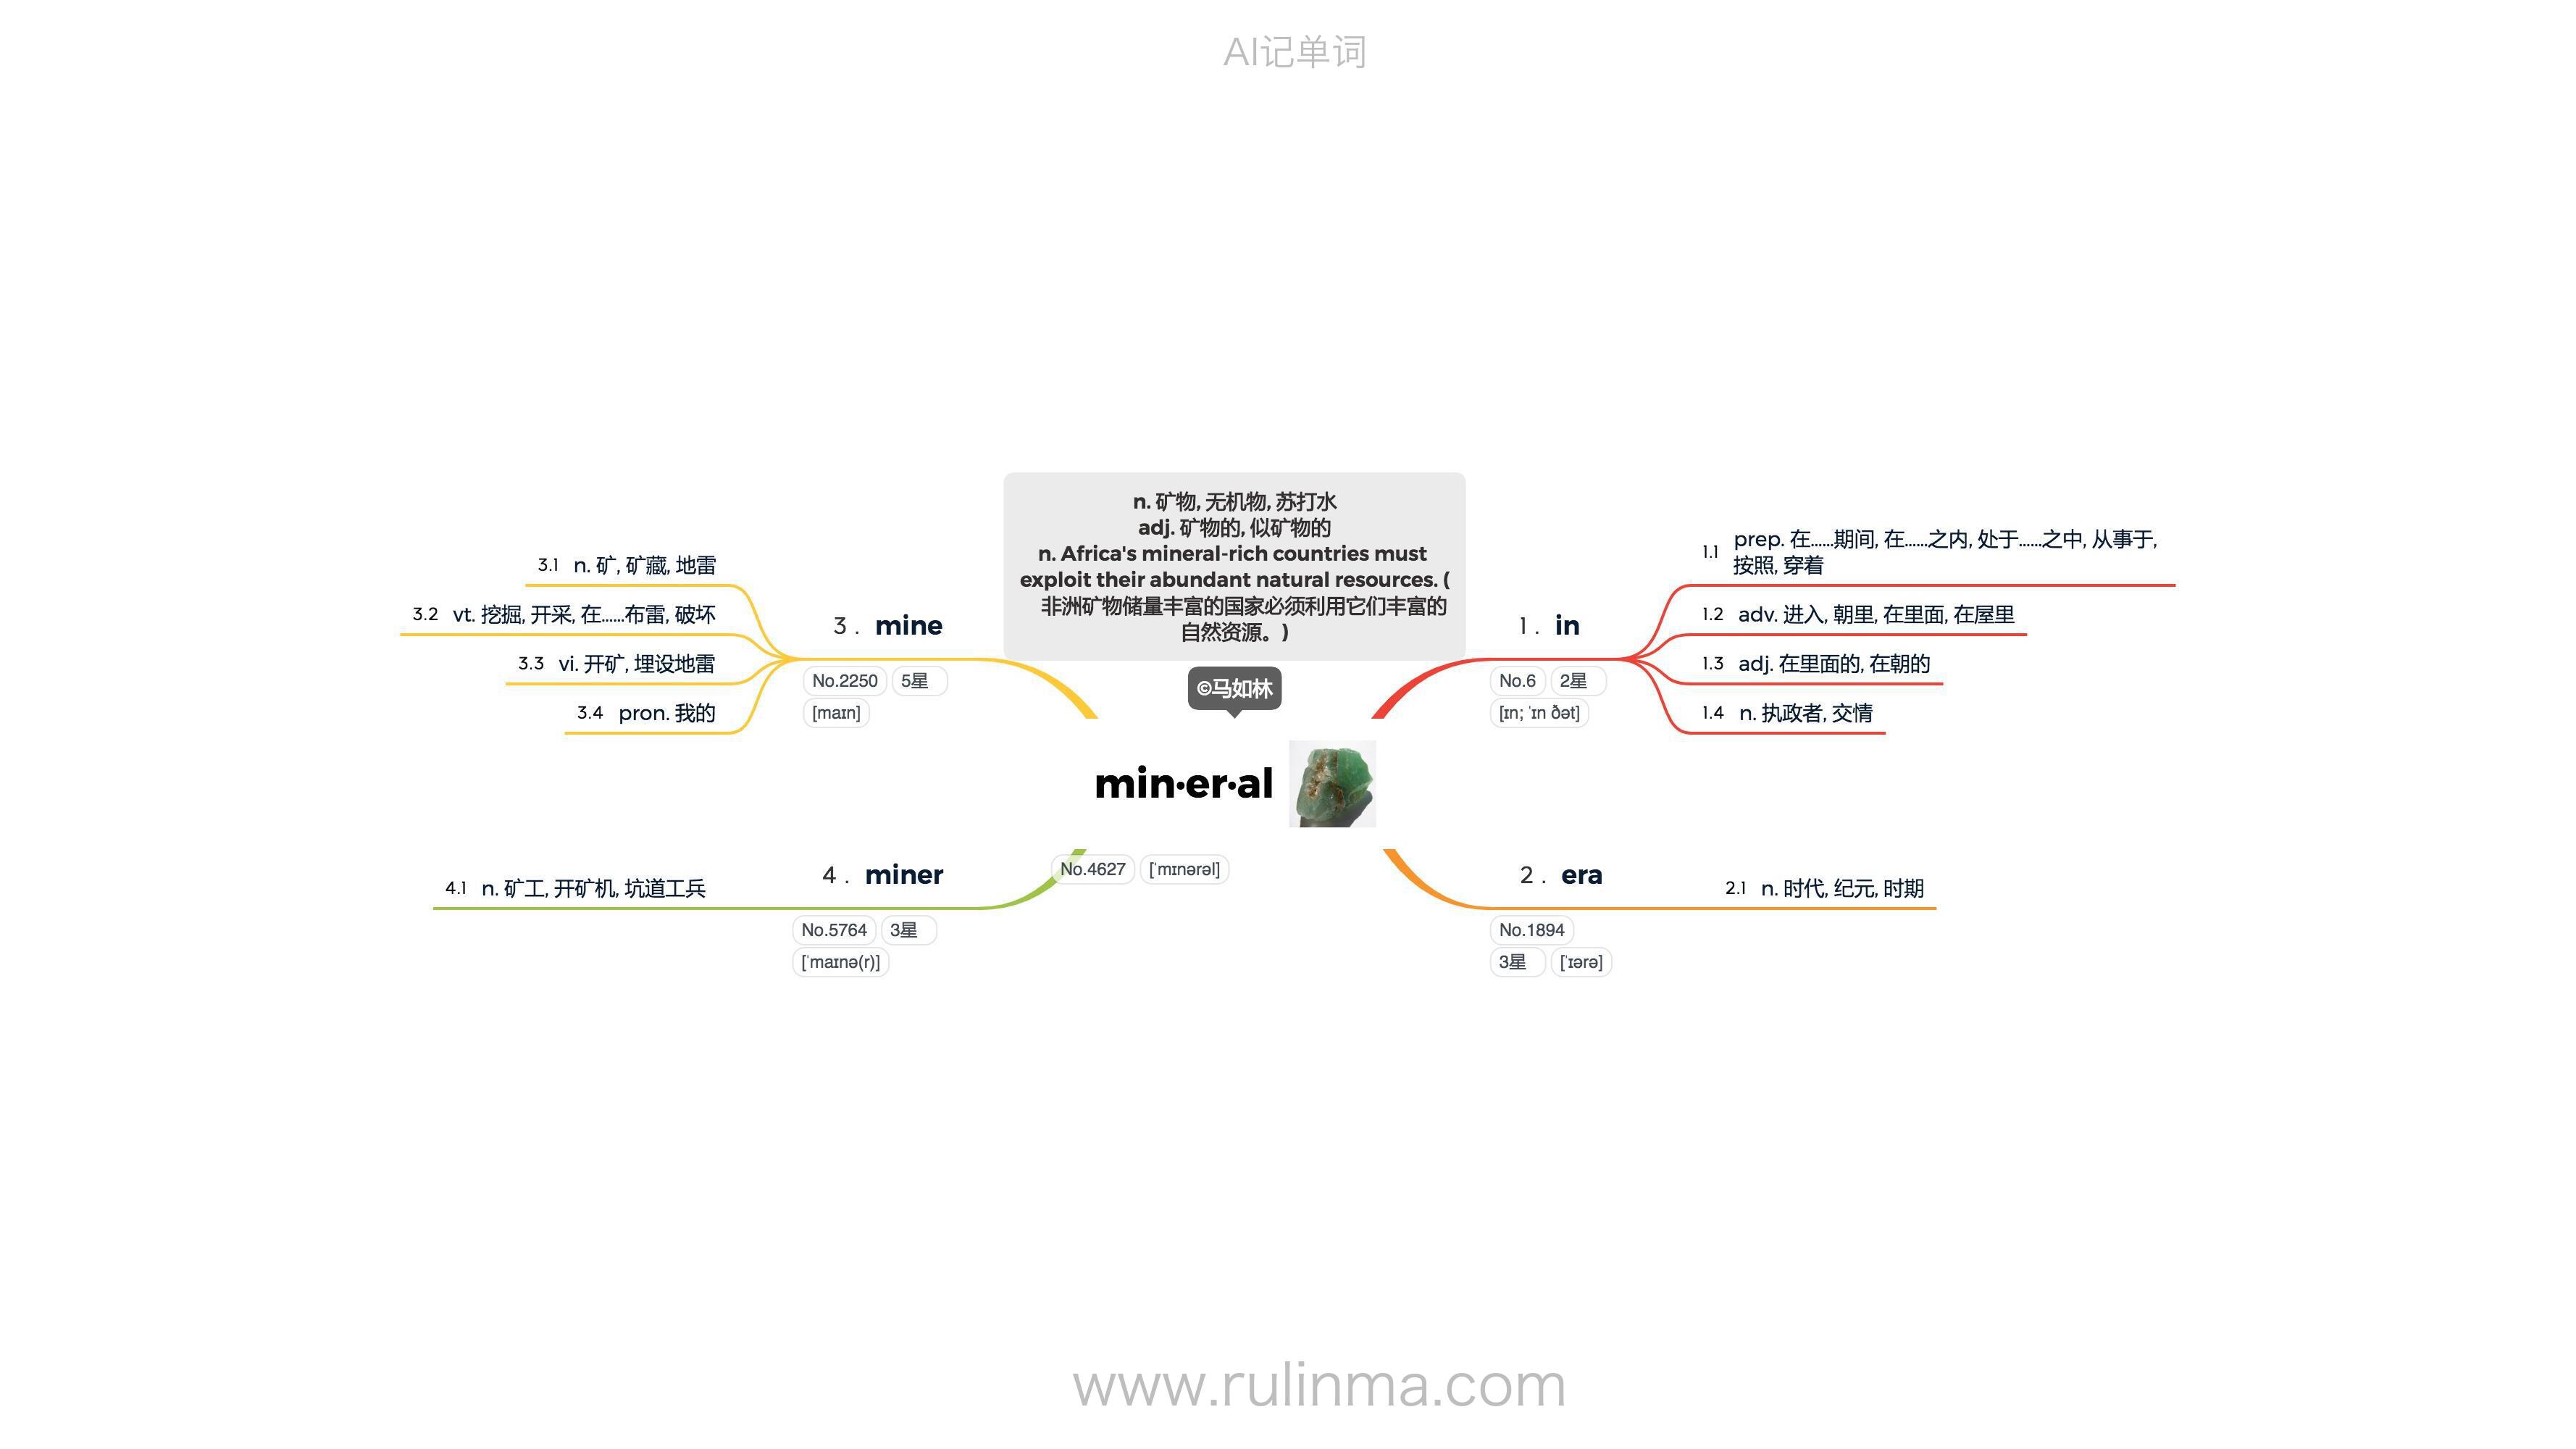 AI记单词
n. 矿物, 无机物, 苏打水
adj. 矿物的, 似矿物的
n. Africa's mineral-rich countries must
exploit their abundant natural resources. (
非洲矿物储量丰富的国家必须利用它们丰富的
自然资源。)
©马如林
min·er·al
No.4627 [ˈmɪnərəl]
1. in
No.6 2星
[ɪn; ˈɪn ðət]
1.1 prep. 在......期间, 在......之内, 处于......之中, 从事于,
按照, 穿着
1.2 adv. 进入, 朝里, 在里面, 在屋里
1.3 adj. 在里面的, 在朝的
1.4 n. 执政者, 交情
2. era
No.1894
3星 [ˈɪərə]
2.1 n. 时代, 纪元, 时期
3. mine
No.2250 5星
[maɪn]
3.1 n. 矿, 矿藏, 地雷
3.2 vt. 挖掘, 开采, 在......布雷, 破坏
3.3 vi. 开矿, 埋设地雷
3.4 pron. 我的
4. miner
No.5764 3星
[ˈmaɪnə(r)]
4.1 n. 矿工, 开矿机, 坑道工兵
www.rulinma.com